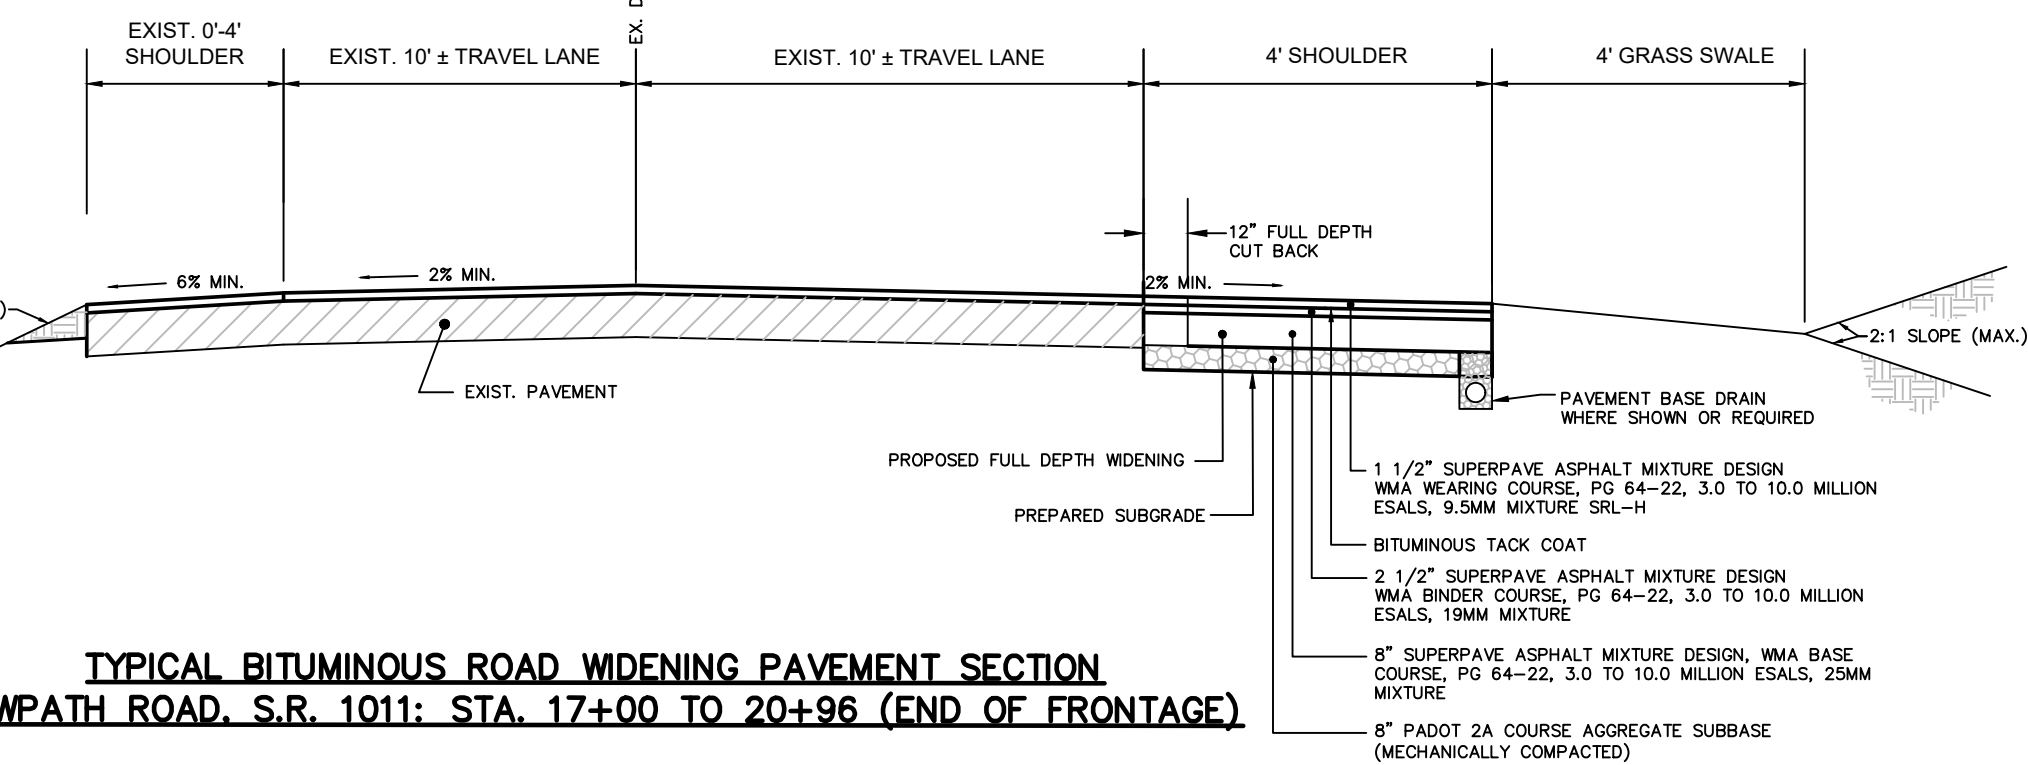 EXIST. 0'-4'
SHOULDER
EXIST. 10' ± TRAVEL LANE
EX. D
EXIST. 10' ± TRAVEL LANE
4' SHOULDER
4' GRASS SWALE
12" FULL DEPTH
CUT BACK
6% MIN.
2% MIN.
2% MIN.
)
2:1 SLOPE (MAX.)
EXIST. PAVEMENT
PAVEMENT BASE DRAIN
WHERE SHOWN OR REQUIRED
PROPOSED FULL DEPTH WIDENING
PREPARED SUBGRADE
1 1/2" SUPERPAVE ASPHALT MIXTURE DESIGN
WMA WEARING COURSE, PG 64-22, 3.0 TO 10.0 MILLION
ESALS, 9.5MM MIXTURE SRL-H
BITUMINOUS TACK COAT
2 1/2" SUPERPAVE ASPHALT MIXTURE DESIGN
WMA BINDER COURSE, PG 64-22, 3.0 TO 10.0 MILLION
ESALS, 19MM MIXTURE
8" SUPERPAVE ASPHALT MIXTURE DESIGN, WMA BASE
COURSE, PG 64-22, 3.0 TO 10.0 MILLION ESALS, 25MM
MIXTURE
8" PADOT 2A COURSE AGGREGATE SUBBASE
(MECHANICALLY COMPACTED)
TYPICAL BITUMINOUS ROAD WIDENING PAVEMENT SECTION
WPATH ROAD, S.R. 1011: STA. 17+00 TO 20+96 (END OF FRONTAGE)